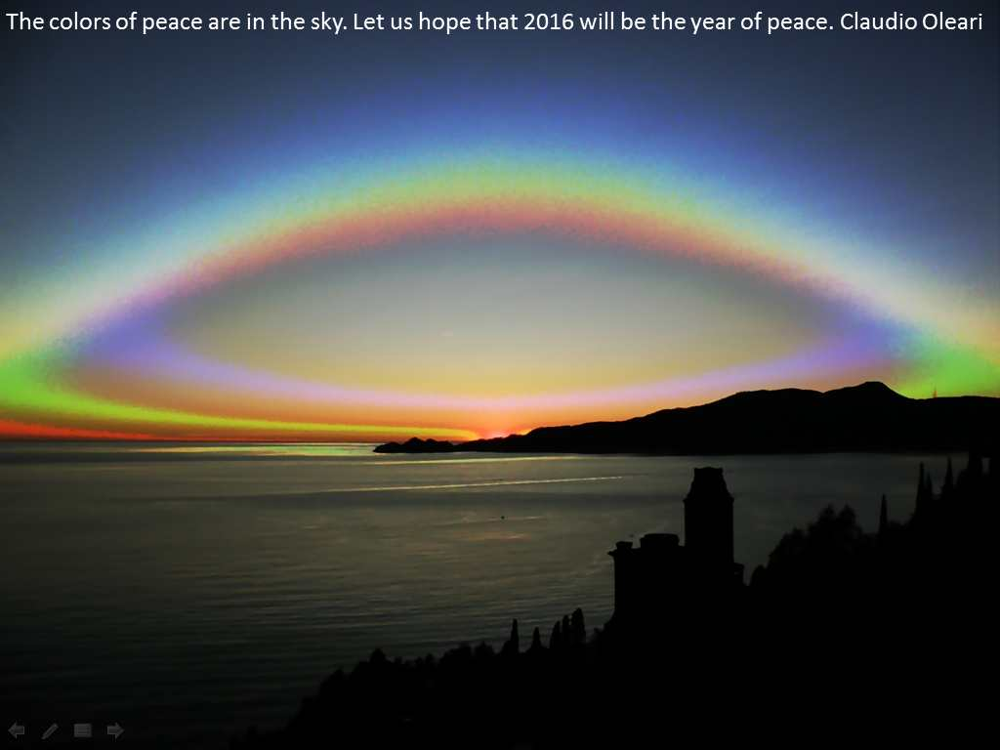 The colors of peace are in the sky. Let us hope that 2016 will be the year of peace. Claudio Oleari